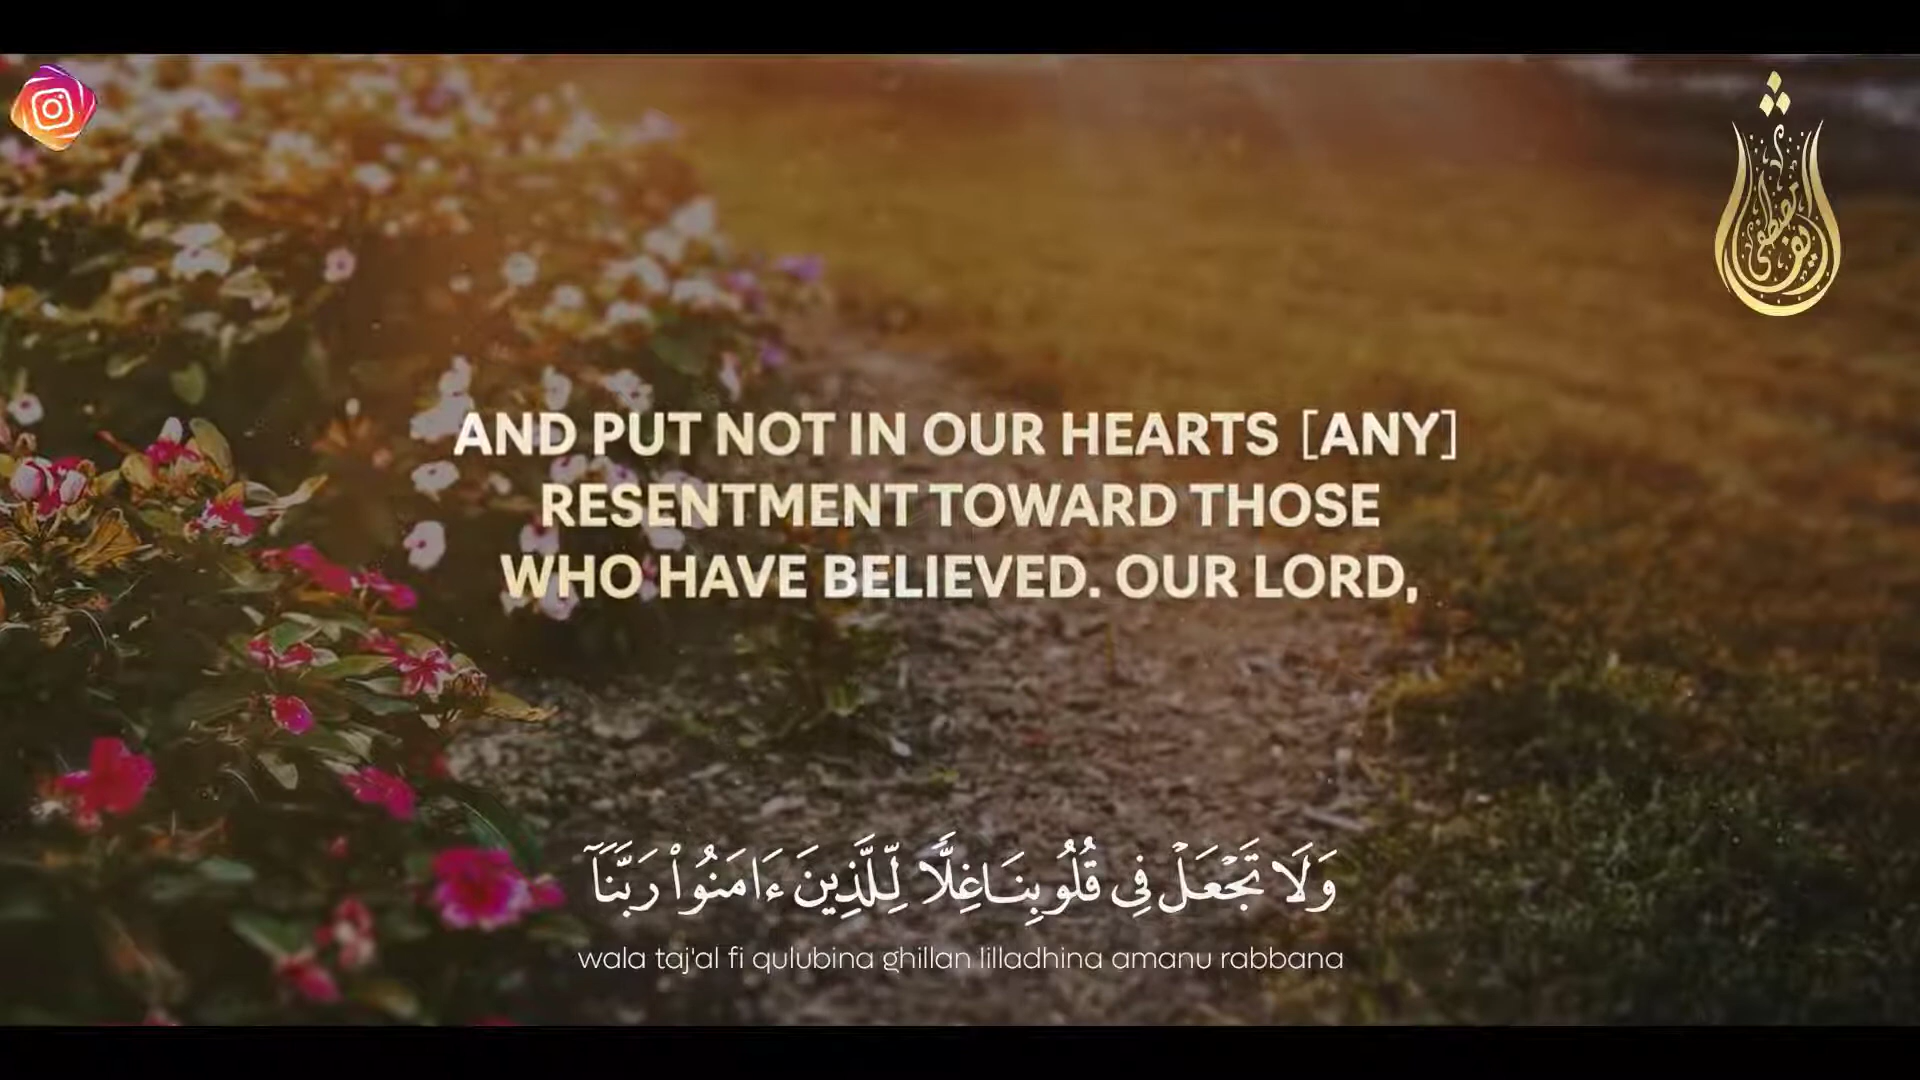 AND PUT NOT IN OUR HEARTS [ANY]
RESENTMENT TOWARD THOSE
WHO HAVE BELIEVED. OUR LORD,
وَلَا تَجْعَلْ فِى قُلُوبِنَا غِلًّا لِّلَّذِينَ ءَامَنُوا۟ رَبَّنَآ
wala taj'al fi qulubina ghillan lilladhina amanu rabbana